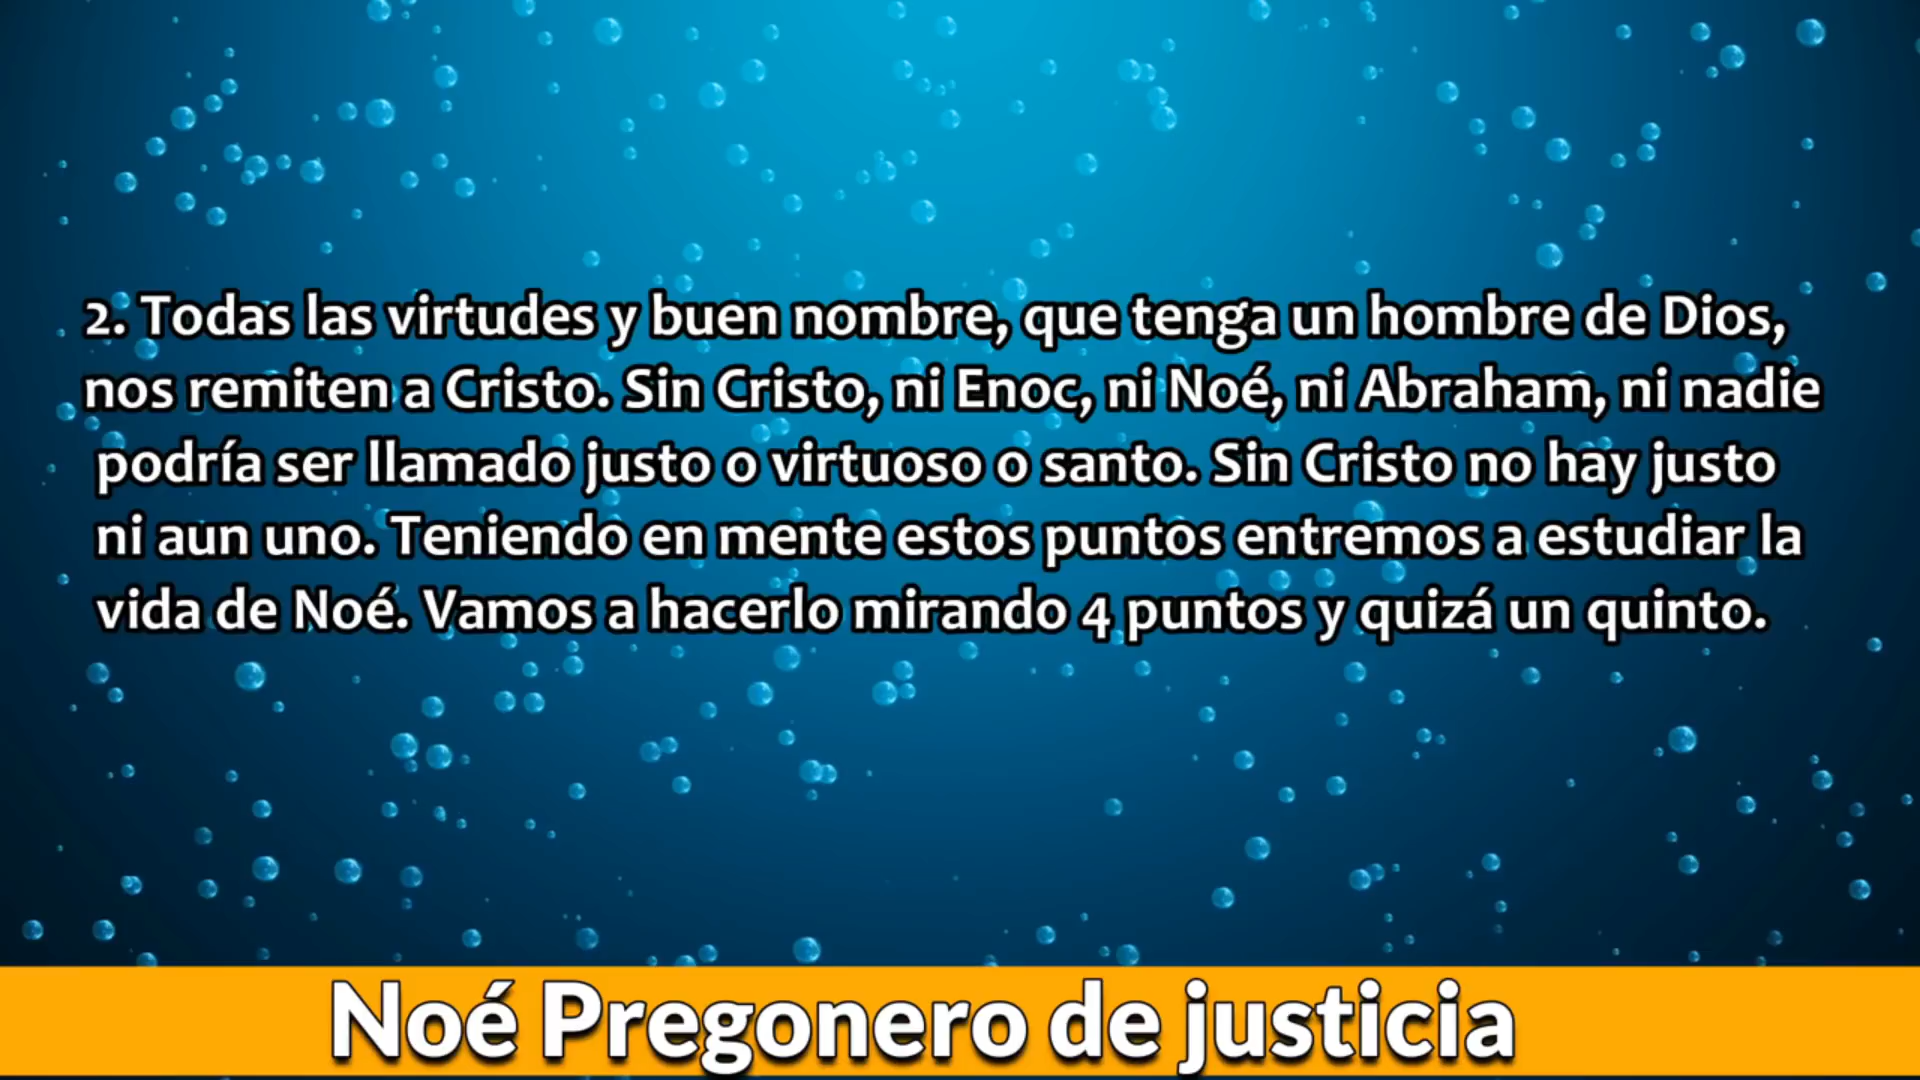 2. Todas las virtudes y buen nombre, que tenga un hombre de Dios,
nos remiten a Cristo. Sin Cristo, ni Enoc, ni Noé, ni Abraham, ni nadie
podría ser llamado justo o virtuoso o santo. Sin Cristo no hay justo
ni aun uno. Teniendo en mente estos puntos entremos a estudiar la
vida de Noé. Vamos a hacerlo mirando 4 puntos y quizá un quinto.
Noé Pregonero de justicia